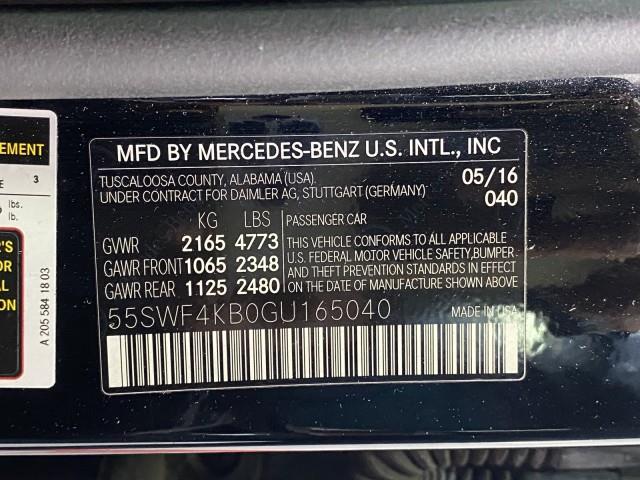 EMENT
E 3
lbs.
lb.
R'S
OR
AL
A 205 584 18 03
MFD BY MERCEDES-BENZ U.S. INTL., INC
TUSCALOOSA COUNTY, ALABAMA (USA). 05/16
UNDER CONTRACT FOR DAIMLER AG, STUTTGART (GERMANY) 040
KG LBS PASSENGER CAR
GVWR 2165 4773 THIS VEHICLE CONFORMS TO ALL APPLICABLE
GAWR FRONT 1065 2348 U.S. FEDERAL MOTOR VEHICLE SAFETY,BUMPER
GAWR REAR 1125 2480 AND THEFT PREVENTION STANDARDS IN EFFECT
ON THE DATE OF MANUFACTURE SHOWN ABOVE.
55SWF4KB0GU165040 MADE IN USA